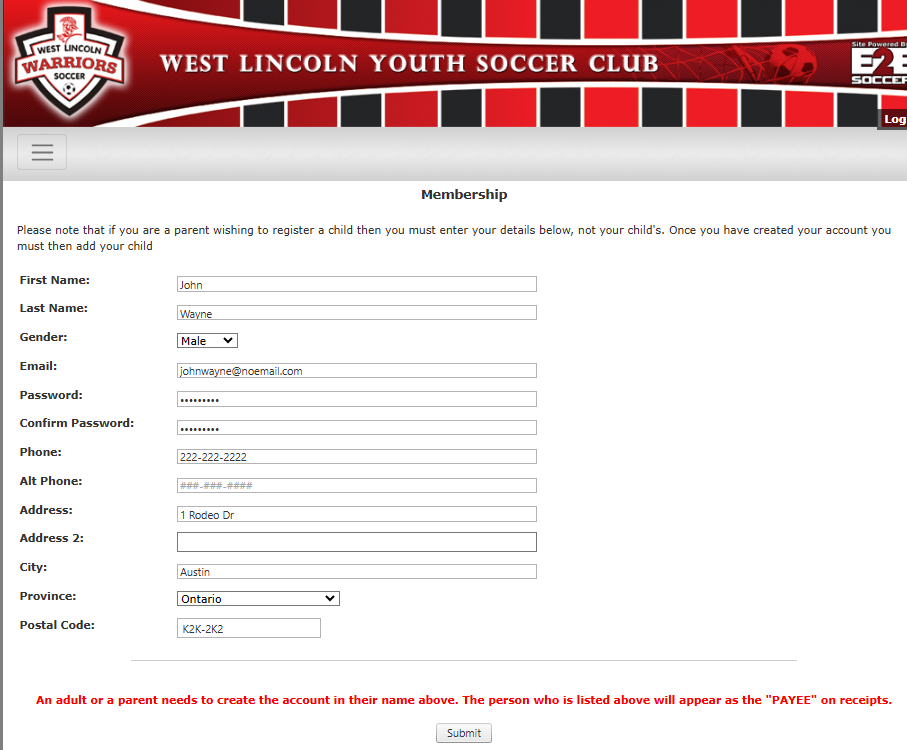 WEST LINCOLN
WARRIORS
SOCCER
WEST LINCOLN YOUTH SOCCER CLUB
Site Powered By
E2E
SOCCER
Log
Membership
Please note that if you are a parent wishing to register a child then you must enter your details below, not your child's. Once you have created your account you
must then add your child
First Name: John
Last Name: Wayne
Gender: Male
Email: johnwayne@noemail.com
Password: •••••••••
Confirm Password: •••••••••
Phone: 222-222-2222
Alt Phone: ###-###-####
Address: 1 Rodeo Dr
Address 2:
City: Austin
Province: Ontario
Postal Code: K2K-2K2
An adult or a parent needs to create the account in their name above. The person who is listed above will appear as the "PAYEE" on receipts.
Submit